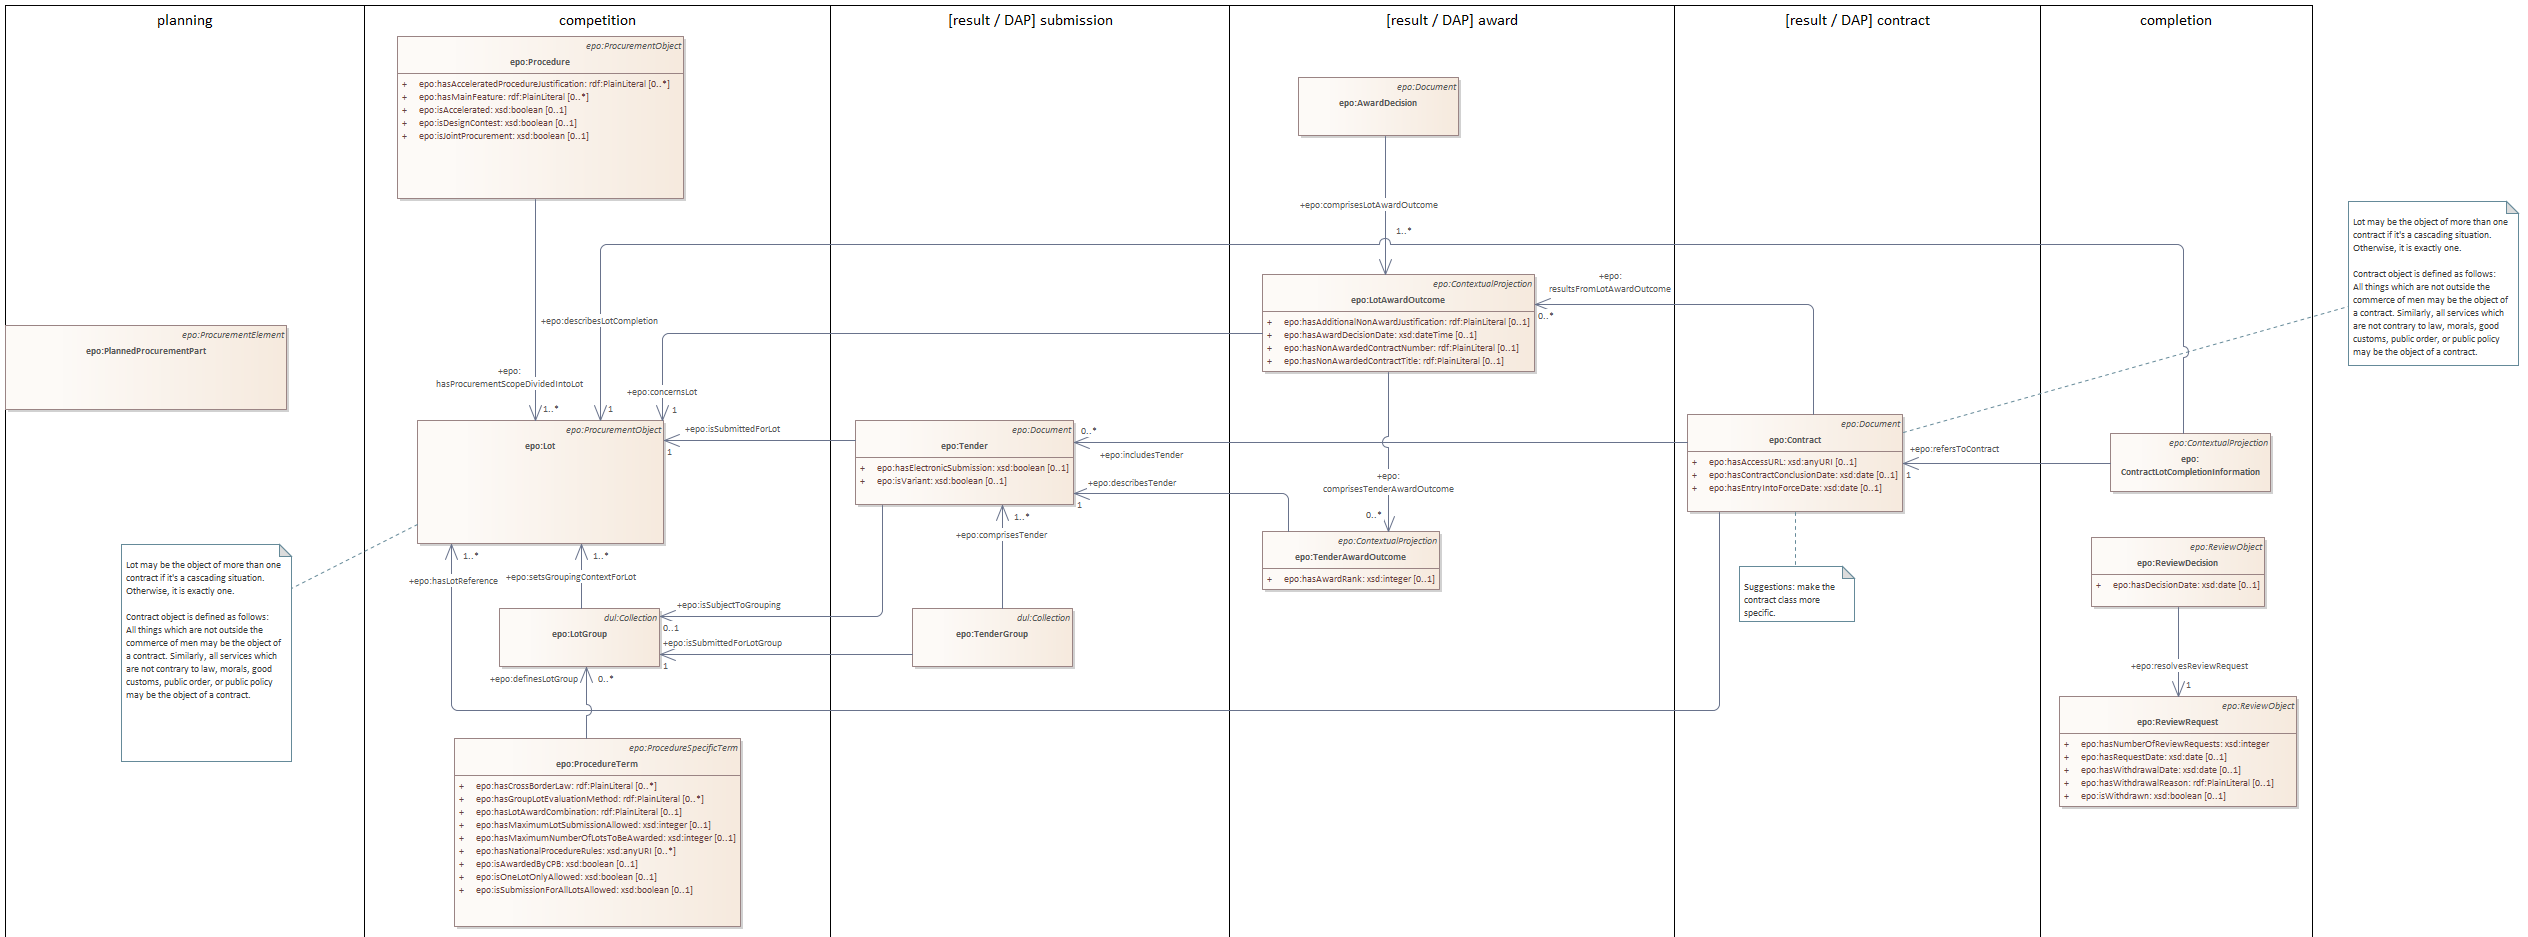 planning
competition
[result / DAP] submission
[result / DAP] award
[result / DAP] contract
completion
epo:ProcurementElement
epo:PlannedProcurementPart
Lot may be the object of more than one
contract if it's a cascading situation.
Otherwise, it is exactly one.
Contract object is defined as follows:
All things which are not outside the
commerce of men may be the object of
a contract. Similarly, all services which
are not contrary to law, morals, good
customs, public order, or public policy
may be the object of a contract.
epo:ProcurementObject
epo:Procedure
+ epo:hasAcceleratedProcedureJustification: rdf:PlainLiteral [0..*]
+ epo:hasMainFeature: rdf:PlainLiteral [0..*]
+ epo:isAccelerated: xsd:boolean [0..1]
+ epo:isDesignContest: xsd:boolean [0..1]
+ epo:isJointProcurement: xsd:boolean [0..1]
+epo:describesLotCompletion
1
+epo:
hasProcurementScopeDividedIntoLot
1..*
+epo:concernsLot
1
epo:ProcurementObject
epo:Lot
+epo:isSubmittedForLot
1
1..*
+epo:hasLotReference
1..*
+epo:setsGroupingContextForLot
dul:Collection
epo:LotGroup
+epo:isSubjectToGrouping
0..1
+epo:isSubmittedForLotGroup
1
+epo:definesLotGroup
0..*
epo:ProcedureSpecificTerm
epo:ProcedureTerm
+ epo:hasCrossBorderLaw: rdf:PlainLiteral [0..*]
+ epo:hasGroupLotEvaluationMethod: rdf:PlainLiteral [0..*]
+ epo:hasLotAwardCombination: rdf:PlainLiteral [0..1]
+ epo:hasMaximumLotSubmissionAllowed: xsd:integer [0..1]
+ epo:hasMaximumNumberOfLotsToBeAwarded: xsd:integer [0..1]
+ epo:hasNationalProcedureRules: xsd:anyURI [0..*]
+ epo:isAwardedByCPB: xsd:boolean [0..1]
+ epo:isOneLotOnlyAllowed: xsd:boolean [0..1]
+ epo:isSubmissionForAllLotsAllowed: xsd:boolean [0..1]
epo:Document
epo:Tender
+ epo:hasElectronicSubmission: xsd:boolean [0..1]
+ epo:isVariant: xsd:boolean [0..1]
0..*
+epo:includesTender
+epo:describesTender
1
1..*
+epo:comprisesTender
dul:Collection
epo:TenderGroup
epo:Document
epo:AwardDecision
+epo:comprisesLotAwardOutcome
1..*
epo:ContextualProjection
epo:LotAwardOutcome
+ epo:hasAdditionalNonAwardJustification: rdf:PlainLiteral [0..1]
+ epo:hasAwardDecisionDate: xsd:dateTime [0..1]
+ epo:hasNonAwardedContractNumber: rdf:PlainLiteral [0..1]
+ epo:hasNonAwardedContractTitle: rdf:PlainLiteral [0..1]
+epo:
resultsFromLotAwardOutcome
0..*
+epo:
comprisesTenderAwardOutcome
0..*
epo:ContextualProjection
epo:TenderAwardOutcome
+ epo:hasAwardRank: xsd:integer [0..1]
epo:Document
epo:Contract
+ epo:hasAccessURL: xsd:anyURI [0..1]
+ epo:hasContractConclusionDate: xsd:date [0..1]
+ epo:hasEntryIntoForceDate: xsd:date [0..1]
Suggestions: make the
contract class more
specific.
+epo:refersToContract
1
epo:ContextualProjection
epo:
ContractLotCompletionInformation
epo:ReviewObject
epo:ReviewDecision
+ epo:hasDecisionDate: xsd:date [0..1]
+epo:resolvesReviewRequest
1
epo:ReviewObject
epo:ReviewRequest
+ epo:hasNumberOfReviewRequests: xsd:integer
+ epo:hasRequestDate: xsd:date [0..1]
+ epo:hasWithdrawalDate: xsd:date [0..1]
+ epo:hasWithdrawalReason: rdf:PlainLiteral [0..1]
+ epo:isWithdrawn: xsd:boolean [0..1]
Lot may be the object of more than one
contract if it's a cascading situation.
Otherwise, it is exactly one.
Contract object is defined as follows:
All things which are not outside the
commerce of men may be the object of
a contract. Similarly, all services which
are not contrary to law, morals, good
customs, public order, or public policy
may be the object of a contract.